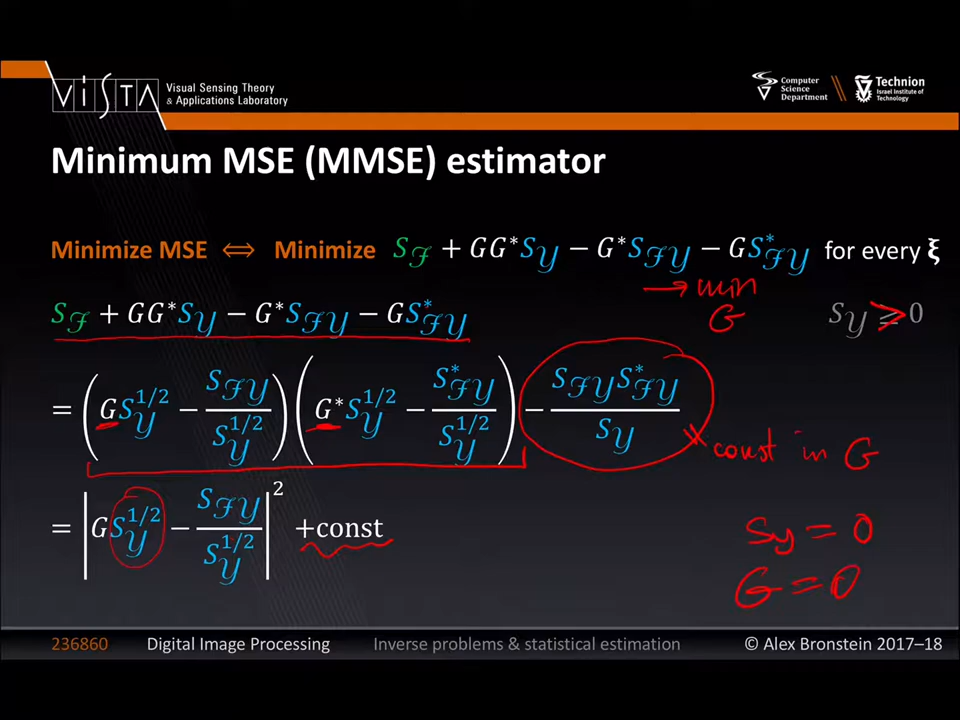 VISTA Visual Sensing Theory & Applications Laboratory
Computer Science Department
Technion Israel Institute of Technology
Minimum MSE (MMSE) estimator
Minimize MSE ⟺ Minimize S_ℱ + GG*S_𝒴 − G*S_ℱ𝒴 − GS*_ℱ𝒴 for every ξ
→ min G
S_ℱ + GG*S_𝒴 − G*S_ℱ𝒴 − GS*_ℱ𝒴
S_𝒴 > 0
= (GS_𝒴^{1/2} − S_ℱ𝒴 / S_𝒴^{1/2}) (G*S_𝒴^{1/2} − S*_ℱ𝒴 / S_𝒴^{1/2}) − S_ℱ𝒴 S*_ℱ𝒴 / S_𝒴
const in G
= |GS_𝒴^{1/2} − S_ℱ𝒴 / S_𝒴^{1/2}|² +const
Sy = 0
G = 0
236860 Digital Image Processing Inverse problems & statistical estimation © Alex Bronstein 2017–18